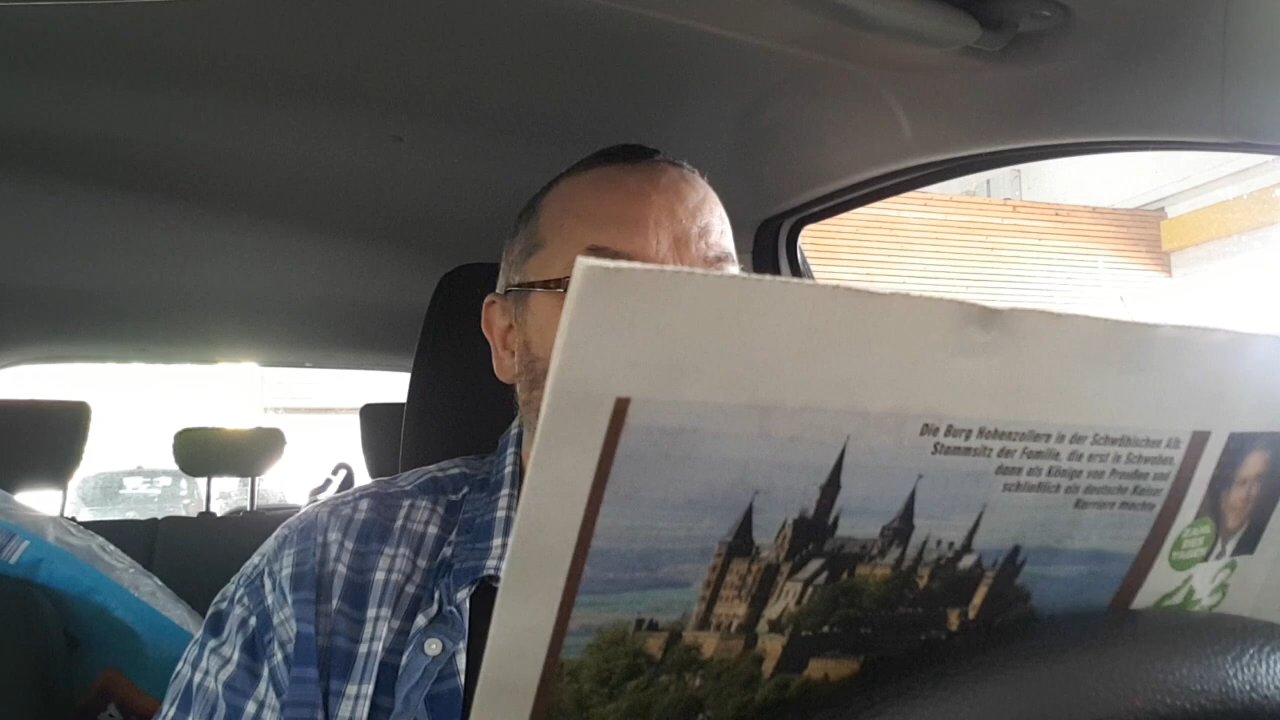 Die Burg Hohenzollern in der Schwäbischen Alb:
Stammsitz der Familie, die erst in Schwaben,
dann als Könige von Preußen und
schließlich als deutsche Kaiser
Karriere machte